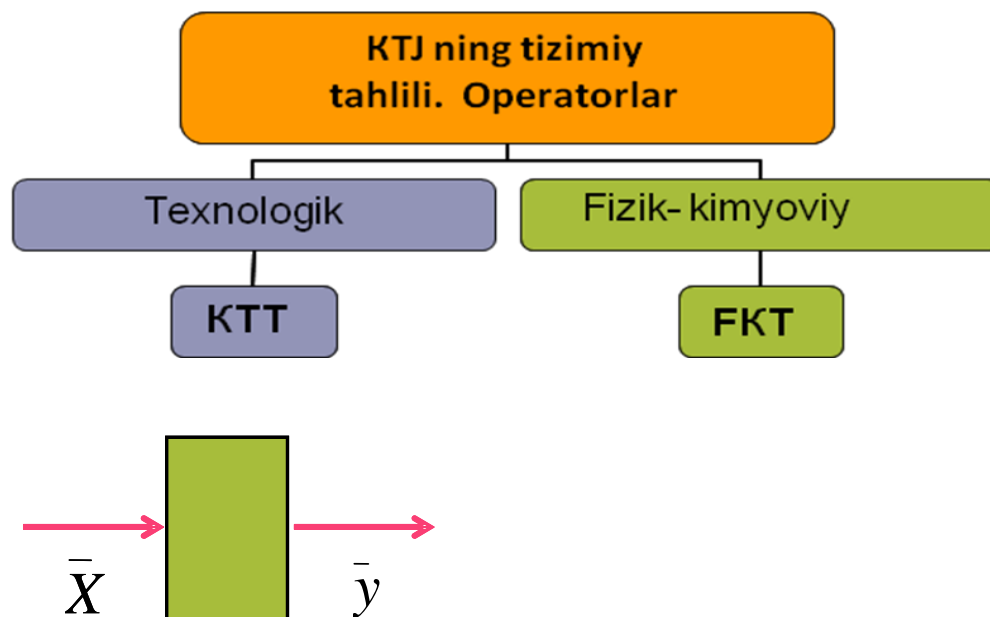 KTJ ning tizimiy
tahlili. Operatorlar
Texnologik
Fizik- kimyoviy
KTT
FKT
X̄
ȳ